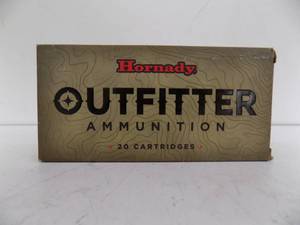 Hornady
OUTFITTER
AMMUNITION
20 CARTRIDGES